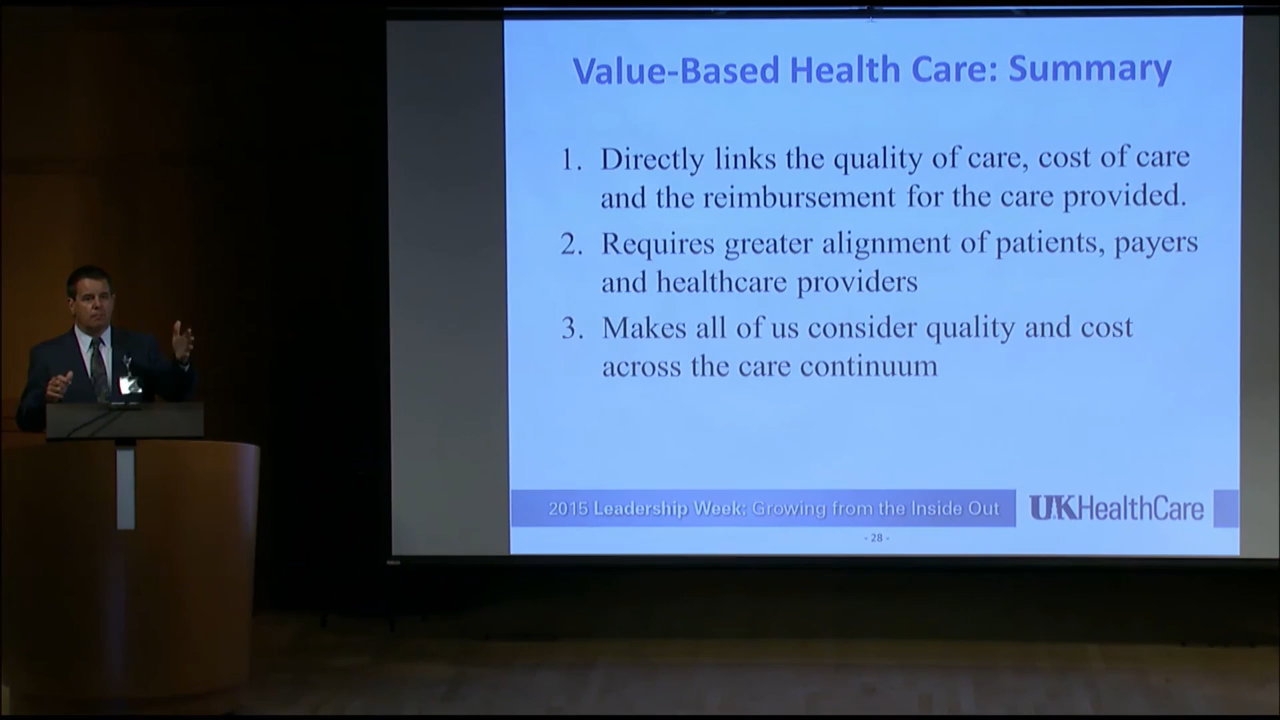 Value-Based Health Care: Summary
1. Directly links the quality of care, cost of care
and the reimbursement for the care provided.
2. Requires greater alignment of patients, payers
and healthcare providers
3. Makes all of us consider quality and cost
across the care continuum
2015 Leadership Week: Growing from the Inside Out
UKHealthCare
- 28 -